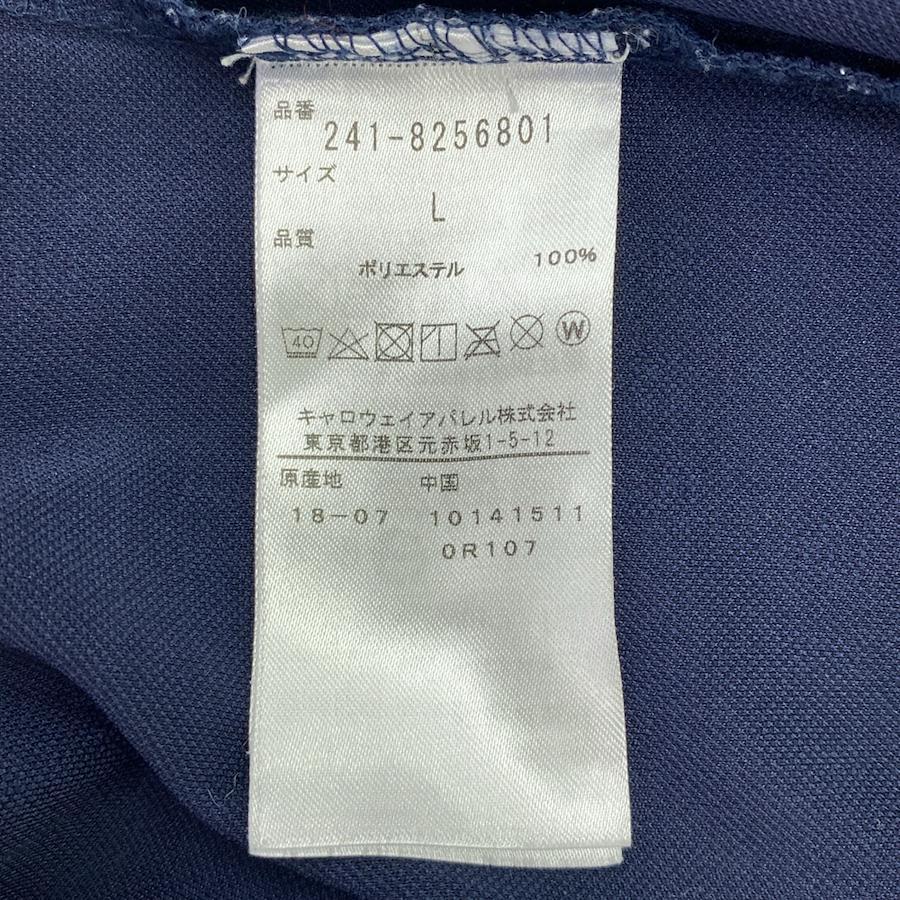 品番
241-8256801
サイズ
L
品質
ポリエステル 100%
40 W
キャロウェイアパレル株式会社
東京都港区元赤坂1-5-12
原産地 中国
18-07 10141511
0R107